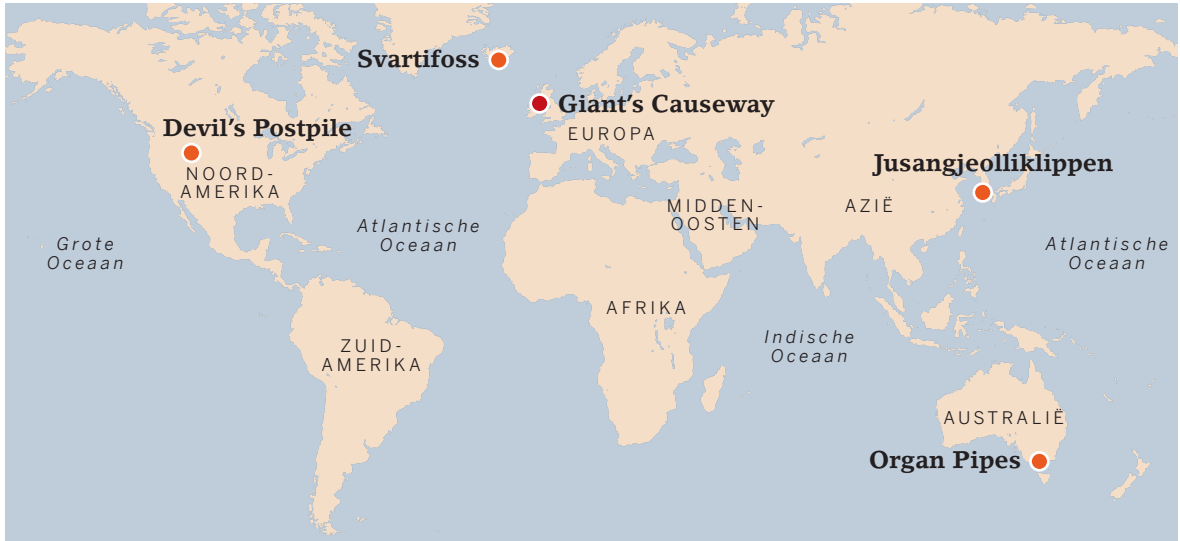 Svartifoss
Giant's Causeway
EUROPA
Devil's Postpile
NOORD-
AMERIKA
Jusangjeolliklippen
MIDDEN-
OOSTEN
AZIË
Atlantische
Oceaan
Grote
Oceaan
Atlantische
Oceaan
AFRIKA
Indische
Oceaan
ZUID-
AMERIKA
AUSTRALIË
Organ Pipes